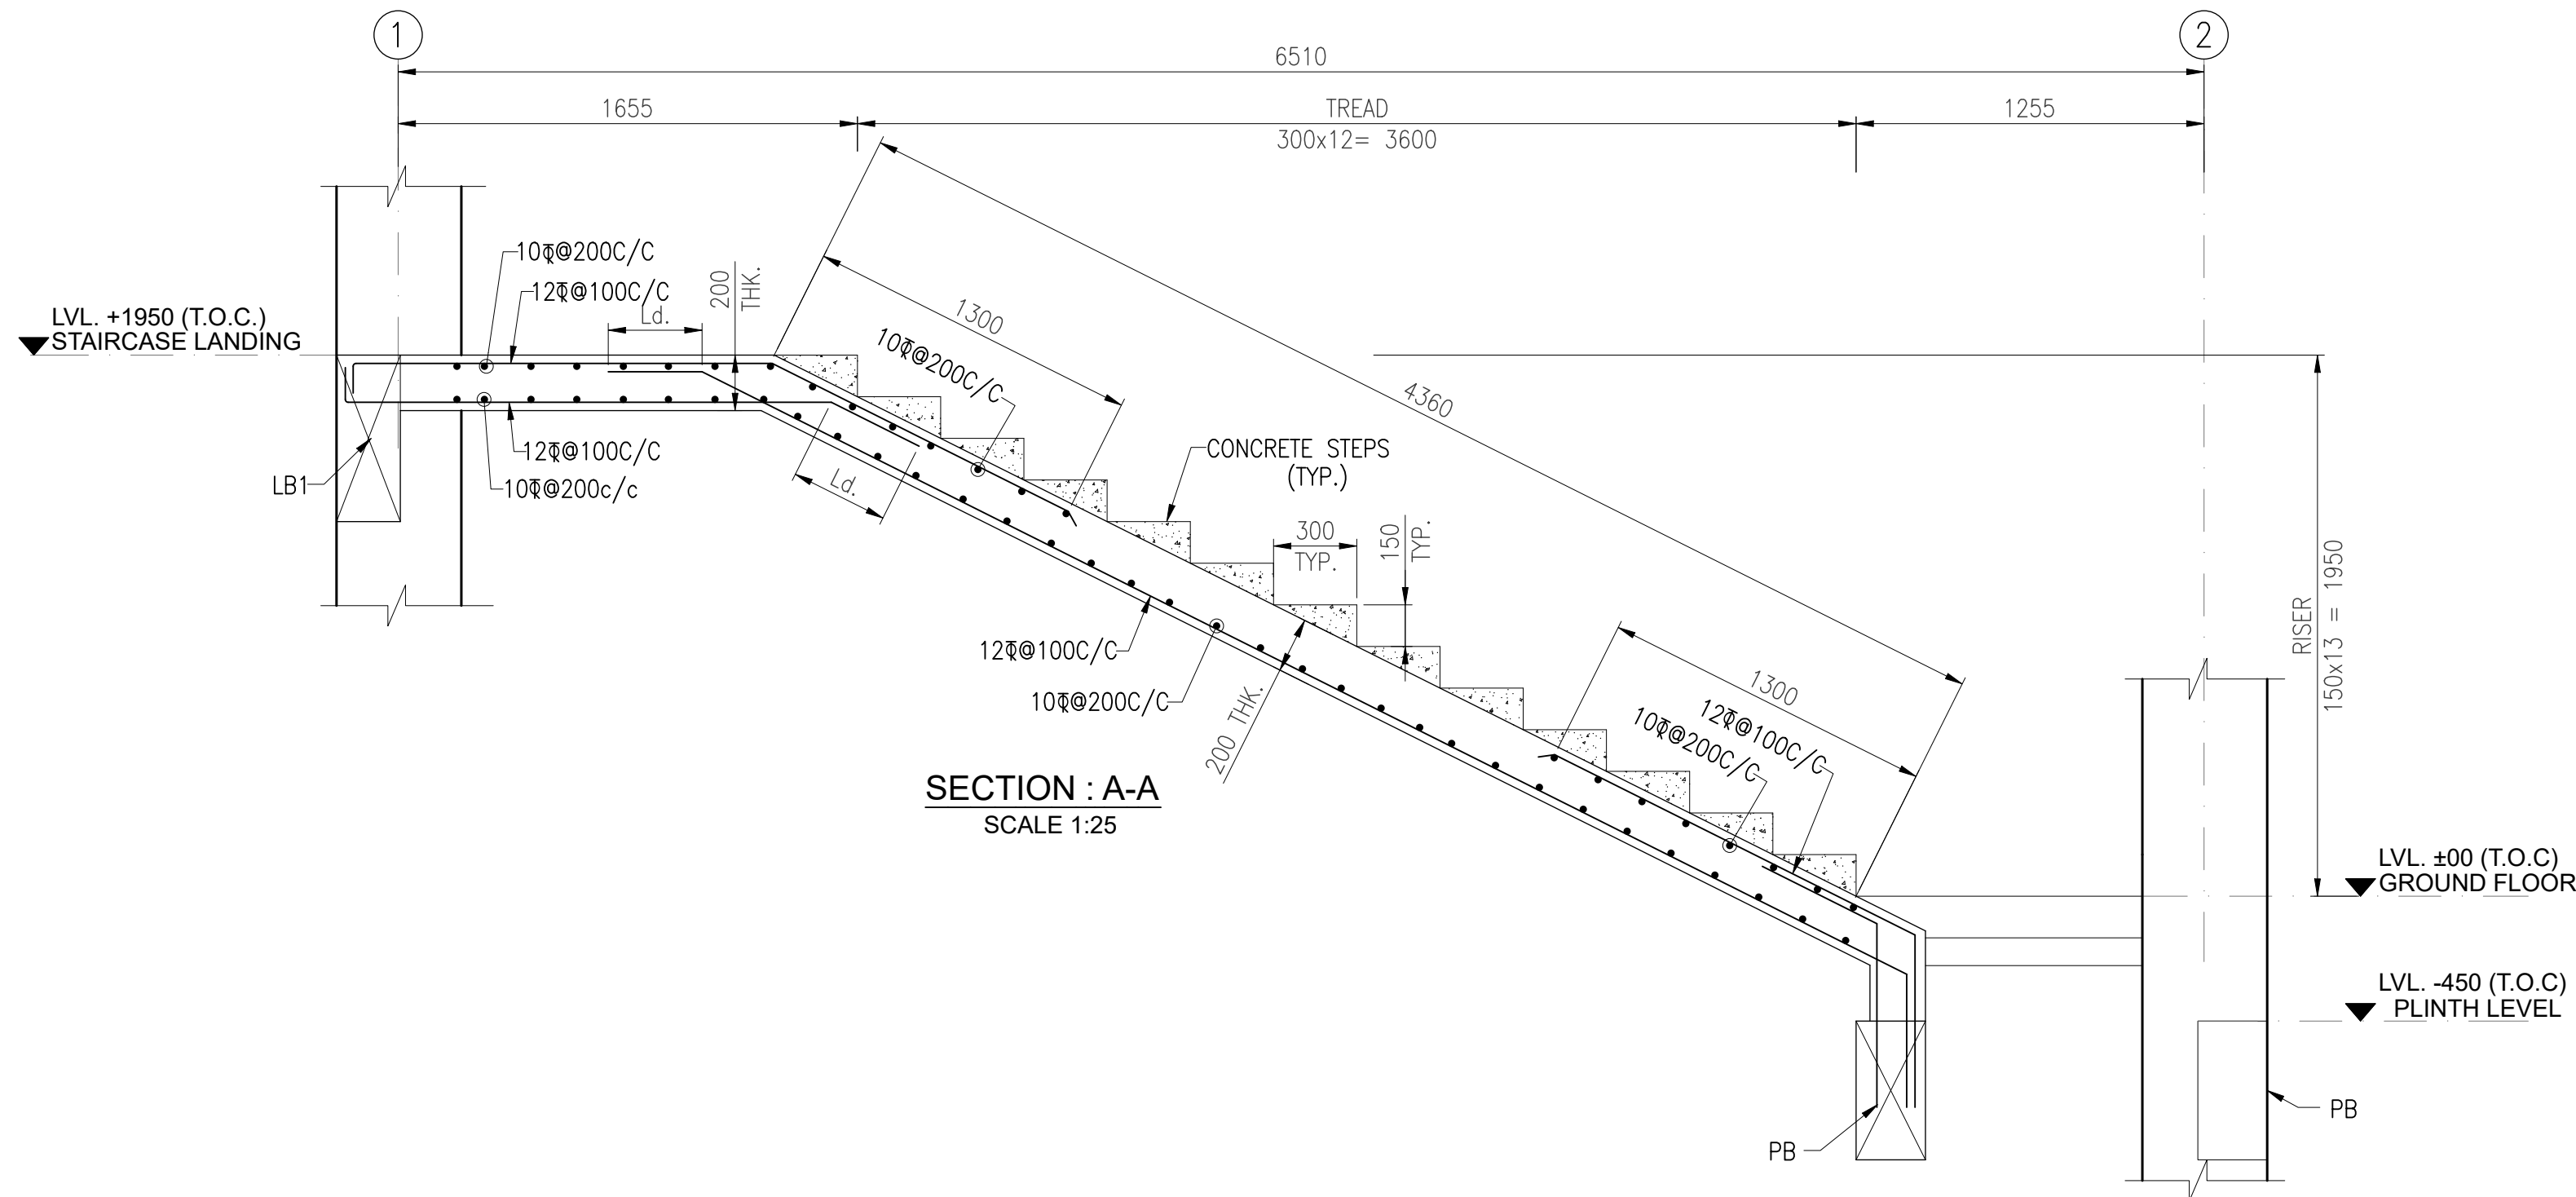 1
2
6510
1655
TREAD
300x12= 3600
1255
10Φ@200C/C
12Φ@100C/C
Ld.
200
THK.
1300
10Φ@200C/C
4360
LVL. +1950 (T.O.C.)
STAIRCASE LANDING
LB1
12Φ@100C/C
10Φ@200c/c
Ld.
CONCRETE STEPS
(TYP.)
300
TYP.
150
TYP.
12Φ@100C/C
10Φ@200C/C
200 THK.
1300
12Φ@100C/C
10Φ@200C/C
RISER
150x13 = 1950
SECTION : A-A
SCALE 1:25
LVL. ±00 (T.O.C)
GROUND FLOOR
LVL. -450 (T.O.C)
PLINTH LEVEL
PB
PB